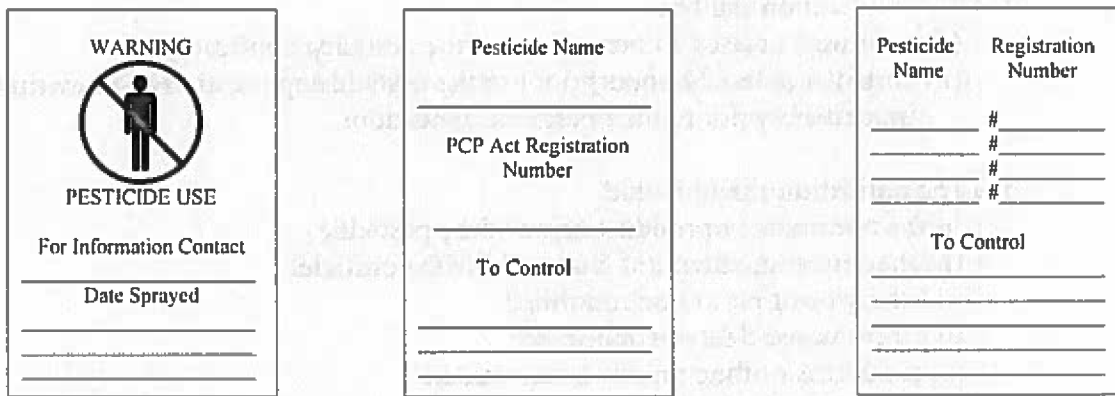 WARNING
PESTICIDE USE
For Information Contact
Date Sprayed
Pesticide Name
PCP Act Registration
Number
To Control
Pesticide Registration
Name Number
#
#
#
#
To Control